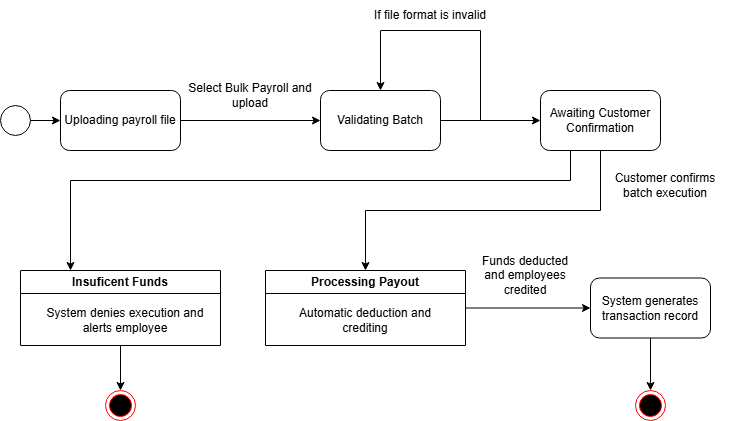 If file format is invalid
Select Bulk Payroll and
upload
Uploading payroll file
Validating Batch
Awaiting Customer
Confirmation
Customer confirms
batch execution
Insuficent Funds
System denies execution and
alerts employee
Processing Payout
Automatic deduction and
crediting
Funds deducted
and employees
credited
System generates
transaction record